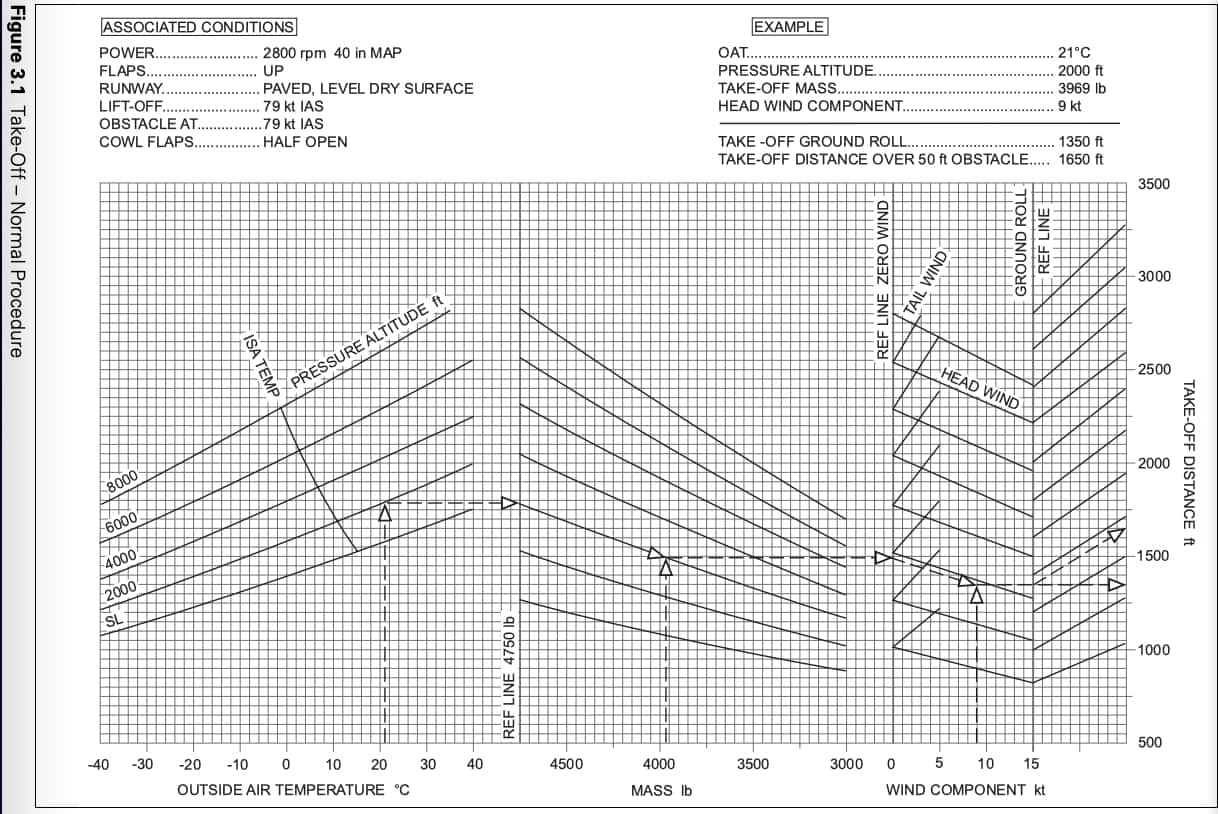 Figure 3.1 Take-Off – Normal Procedure
ASSOCIATED CONDITIONS
POWER........................ 2800 rpm 40 in MAP
FLAPS......................... UP
RUNWAY...................... PAVED, LEVEL DRY SURFACE
LIFT-OFF...................... 79 kt IAS
OBSTACLE AT............... 79 kt IAS
COWL FLAPS............... HALF OPEN
EXAMPLE
OAT...................................................................... 21°C
PRESSURE ALTITUDE......................................... 2000 ft
TAKE-OFF MASS................................................. 3969 lb
HEAD WIND COMPONENT................................... 9 kt
TAKE -OFF GROUND ROLL.................................. 1350 ft
TAKE-OFF DISTANCE OVER 50 ft OBSTACLE..... 1650 ft
ISA TEMP
PRESSURE ALTITUDE ft
8000
6000
4000
2000
SL
REF LINE 4750 lb
REF LINE ZERO WIND
TAIL WIND
HEAD WIND
GROUND ROLL
REF LINE
3500
3000
2500
2000
1500
1000
500
TAKE-OFF DISTANCE ft
-40 -30 -20 -10 0 10 20 30 40 4500 4000 3500 3000 0 5 10 15
OUTSIDE AIR TEMPERATURE °C MASS lb WIND COMPONENT kt